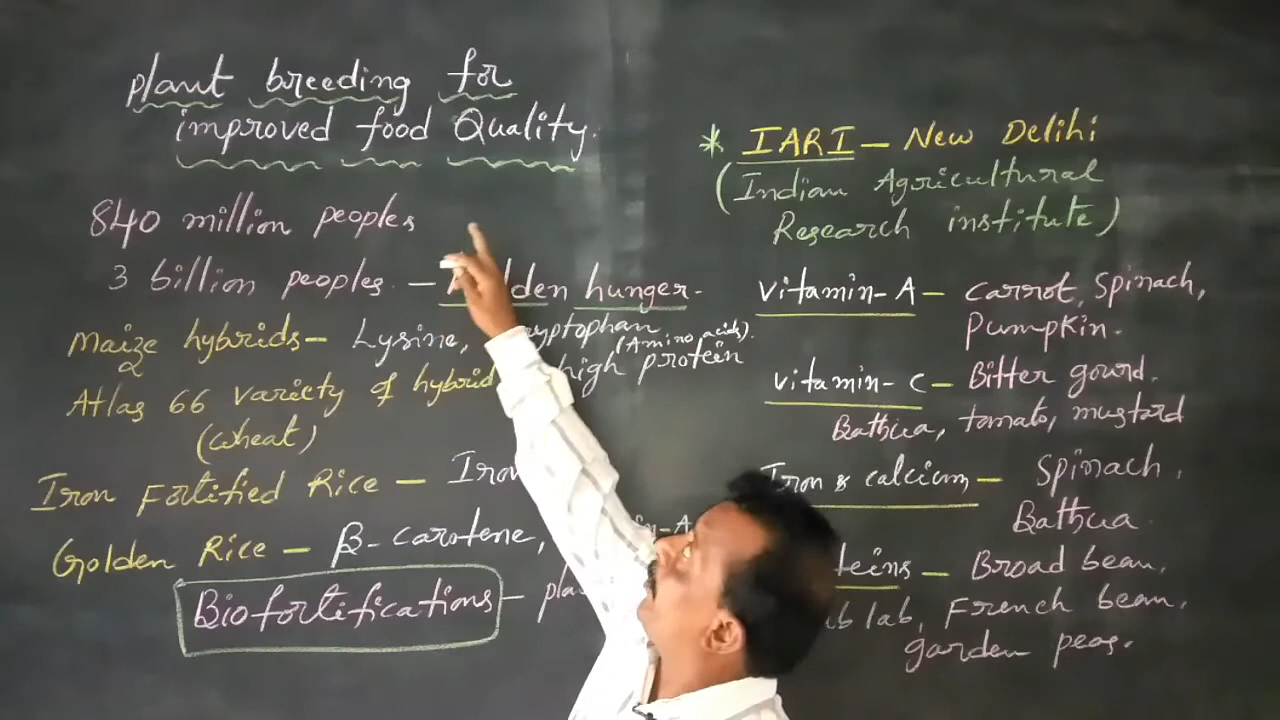 plant breeding for
improved food Quality.
840 million peoples
3 billion peoples. - hunger.
Maize hybrids - Lysine,
(Amino acids).
high protein
Atlas 66 variety of hybrid
(wheat)
Iron Fortified Rice - Iron
Golden Rice - β-carotene, -A
Biofortifications -
* IARI - New Delihi
(Indian Agricultural
Research institute)
Vitamin-A - Carrot, Spinach,
Pumpkin.
Vitamin-C - Bitter gourd.
Bathua, tomato, mustard
Iron & calcium - Spinach,
Bathua.
- Broad bean,
lab, French bean,
garden peas.